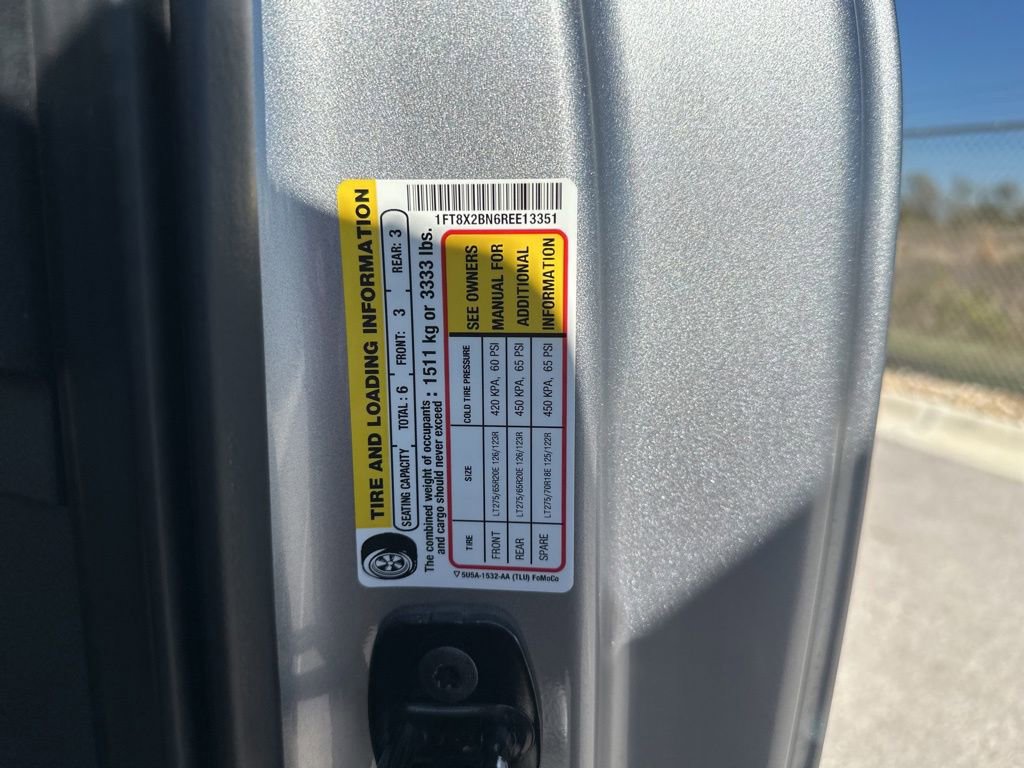 1FT8X2BN6REE13351
TIRE AND LOADING INFORMATION
SEATING CAPACITY TOTAL: 6 FRONT: 3 REAR: 3
The combined weight of occupants
and cargo should never exceed : 1511 kg or 3333 lbs.
TIRE SIZE COLD TIRE PRESSURE
FRONT LT275/65R20E 126/123R 420 KPA, 60 PSI
REAR LT275/65R20E 126/123R 450 KPA, 65 PSI
SPARE LT275/70R18E 125/122R 450 KPA, 65 PSI
SEE OWNERS
MANUAL FOR
ADDITIONAL
INFORMATION
5U5A-1532-AA (TLU) FoMoCo